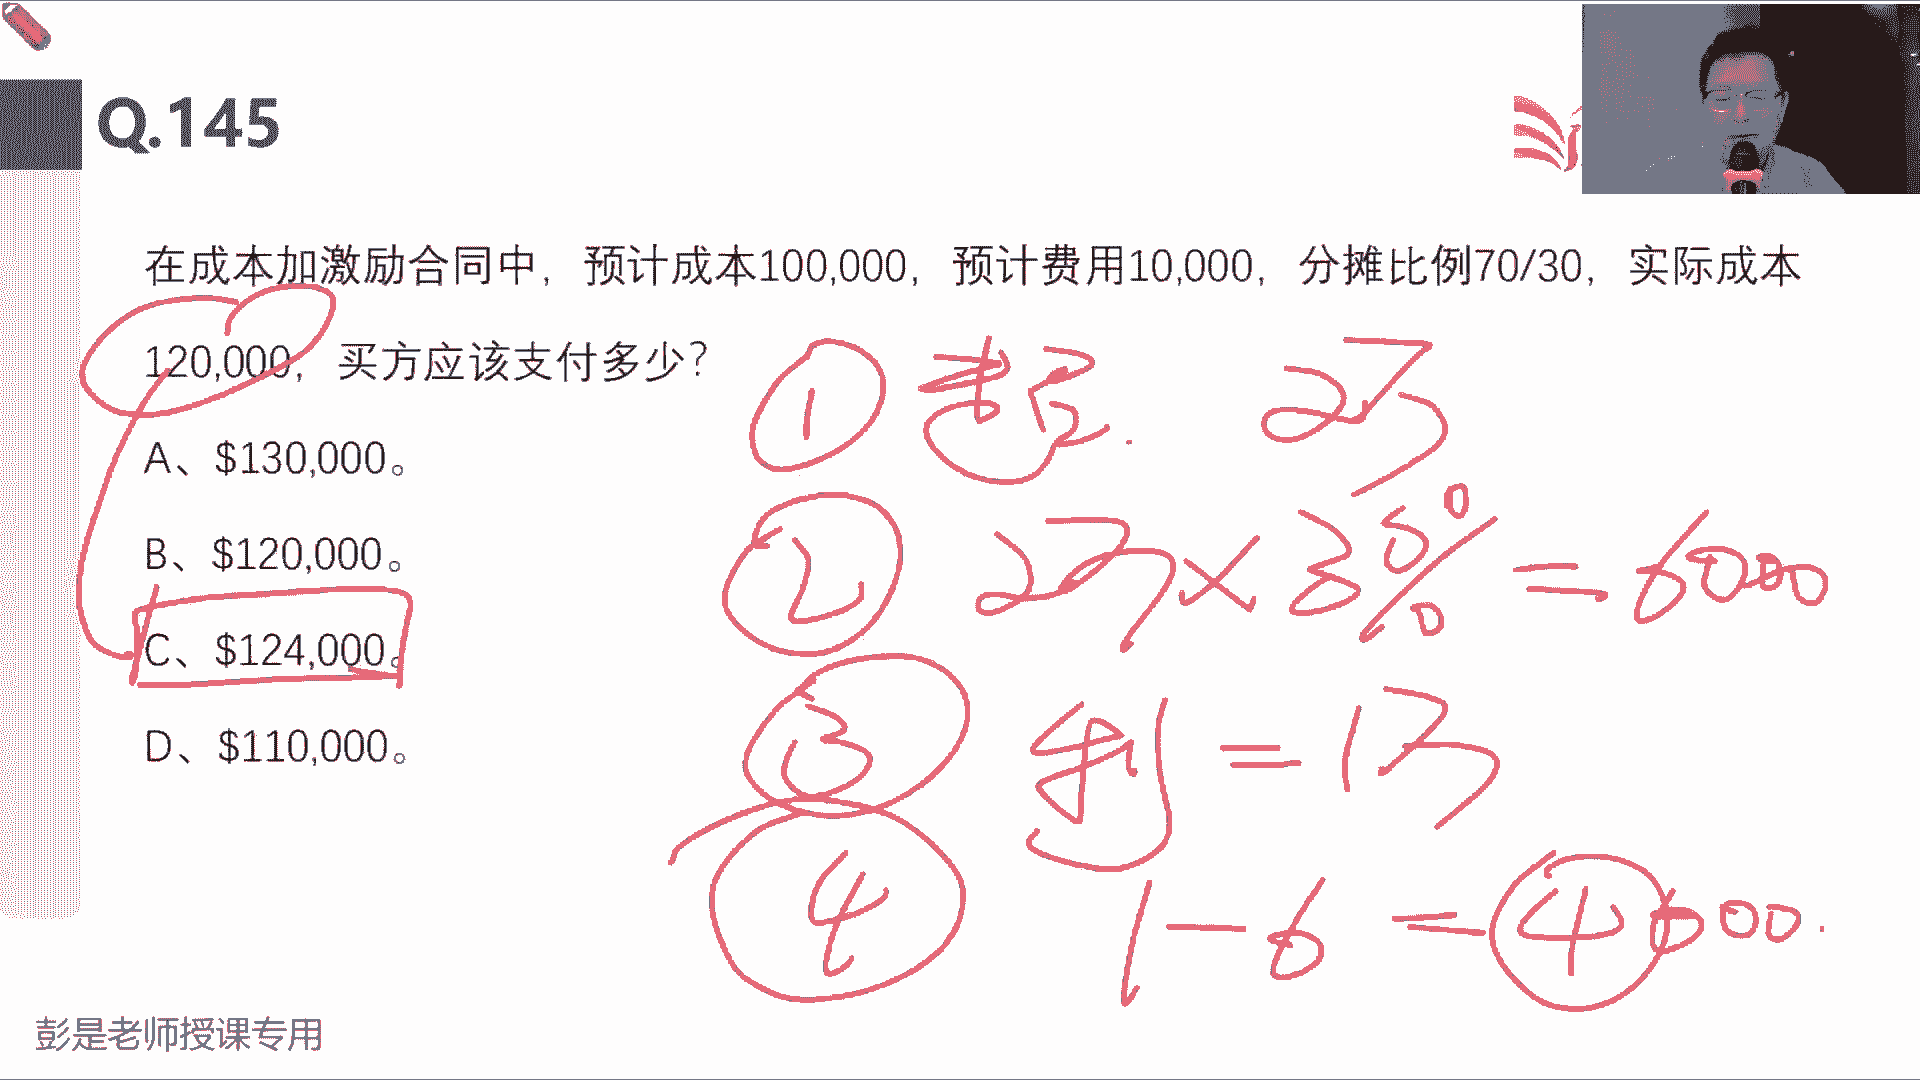 Q.145
在成本加激励合同中，预计成本100,000，预计费用10,000，分摊比例70/30，实际成本
120,000，买方应该支付多少？
A、$130,000。
B、$120,000。
C、$124,000。
D、$110,000。
① 超. 2万
② 2万×30%=6000
③ 利=1万
④ 1-6=4000.
彭是老师授课专用